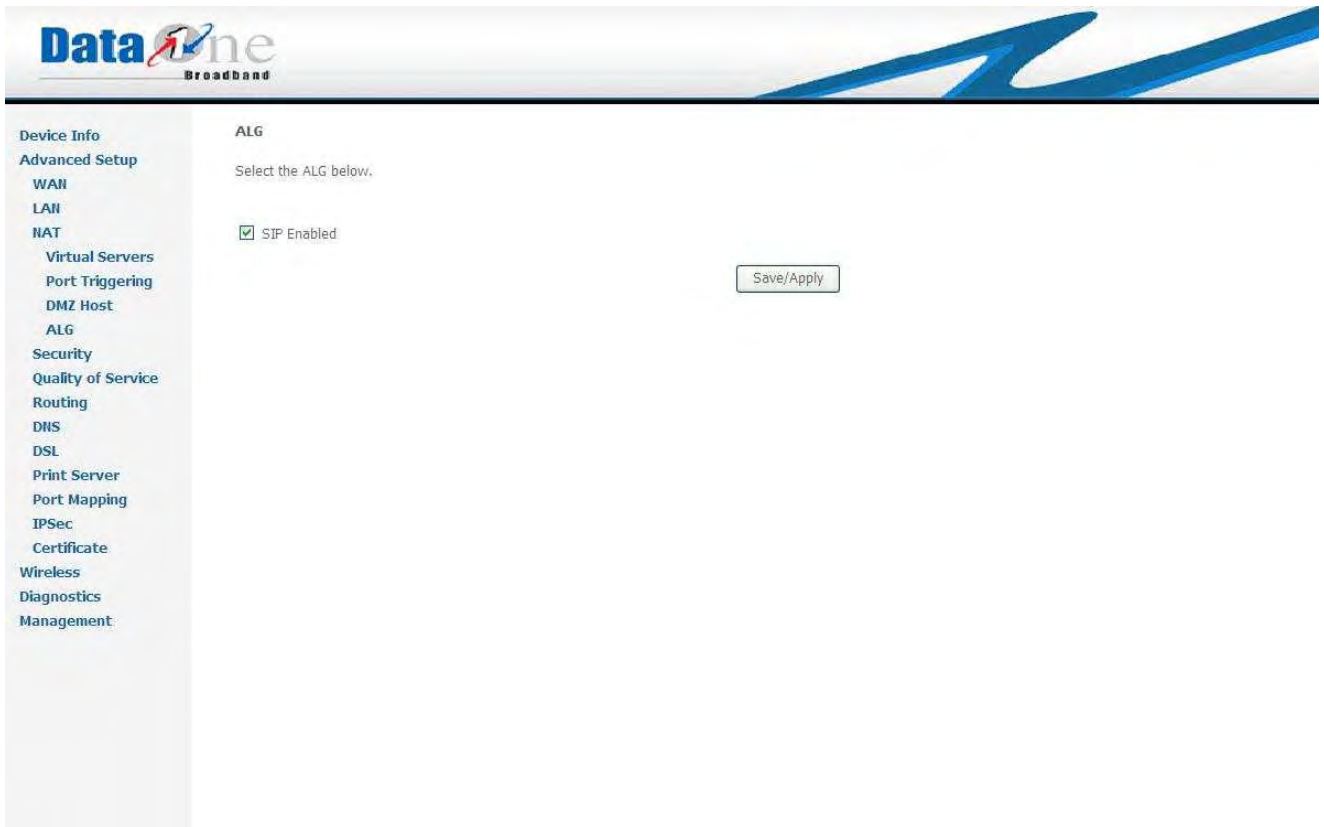 DataOne
Broadband
Device Info
Advanced Setup
WAN
LAN
NAT
Virtual Servers
Port Triggering
DMZ Host
ALG
Security
Quality of Service
Routing
DNS
DSL
Print Server
Port Mapping
IPSec
Certificate
Wireless
Diagnostics
Management
ALG
Select the ALG below.
SIP Enabled
Save/Apply